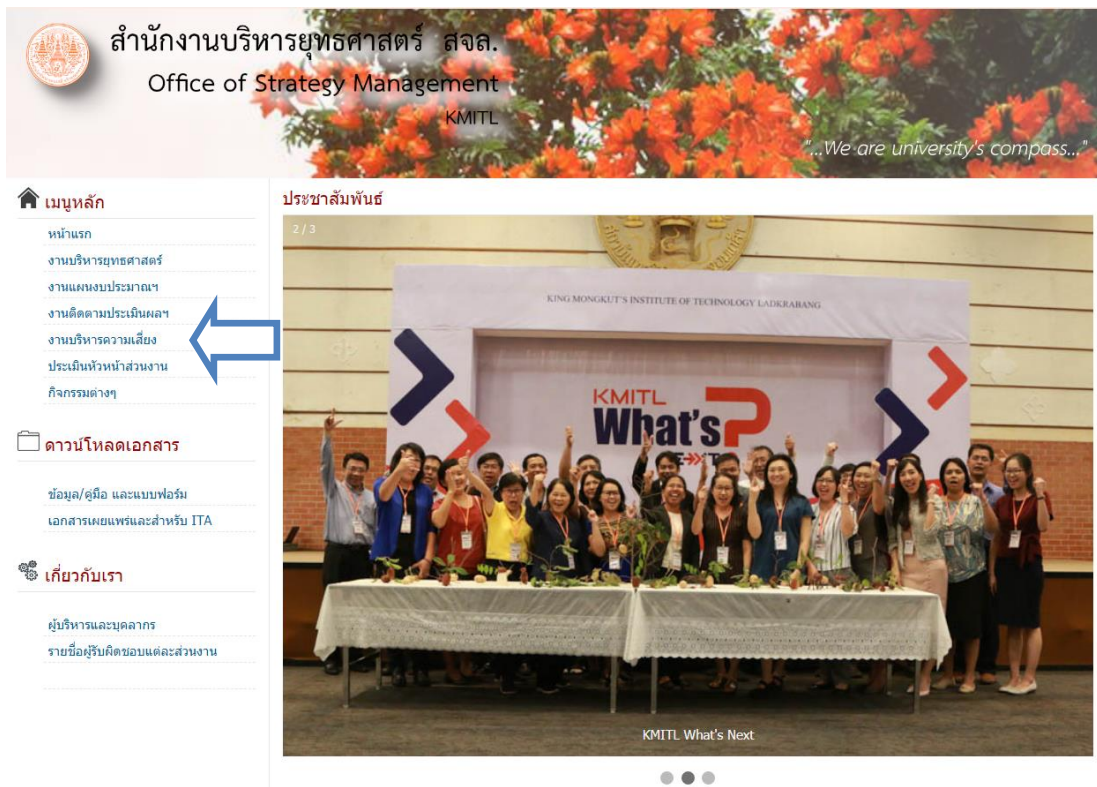 สำนักงานบริหารยุทธศาสตร์ สจล.
Office of Strategy Management
KMITL
"...We are university's compass..."
เมนูหลัก
หน้าแรก
งานบริหารยุทธศาสตร์
งานแผนงบประมาณฯ
งานติดตามประเมินผลฯ
งานบริหารความเสี่ยง
ประเมินหัวหน้าส่วนงาน
กิจกรรมต่างๆ
ดาวน์โหลดเอกสาร
ข้อมูล/คู่มือ และแบบฟอร์ม
เอกสารเผยแพร่และสำหรับ ITA
เกี่ยวกับเรา
ผู้บริหารและบุคลากร
รายชื่อผู้รับผิดชอบแต่ละส่วนงาน
ประชาสัมพันธ์
2 / 3
KING MONGKUT'S INSTITUTE OF TECHNOLOGY LADKRABANG
KMITL
What's
KMITL What's Next